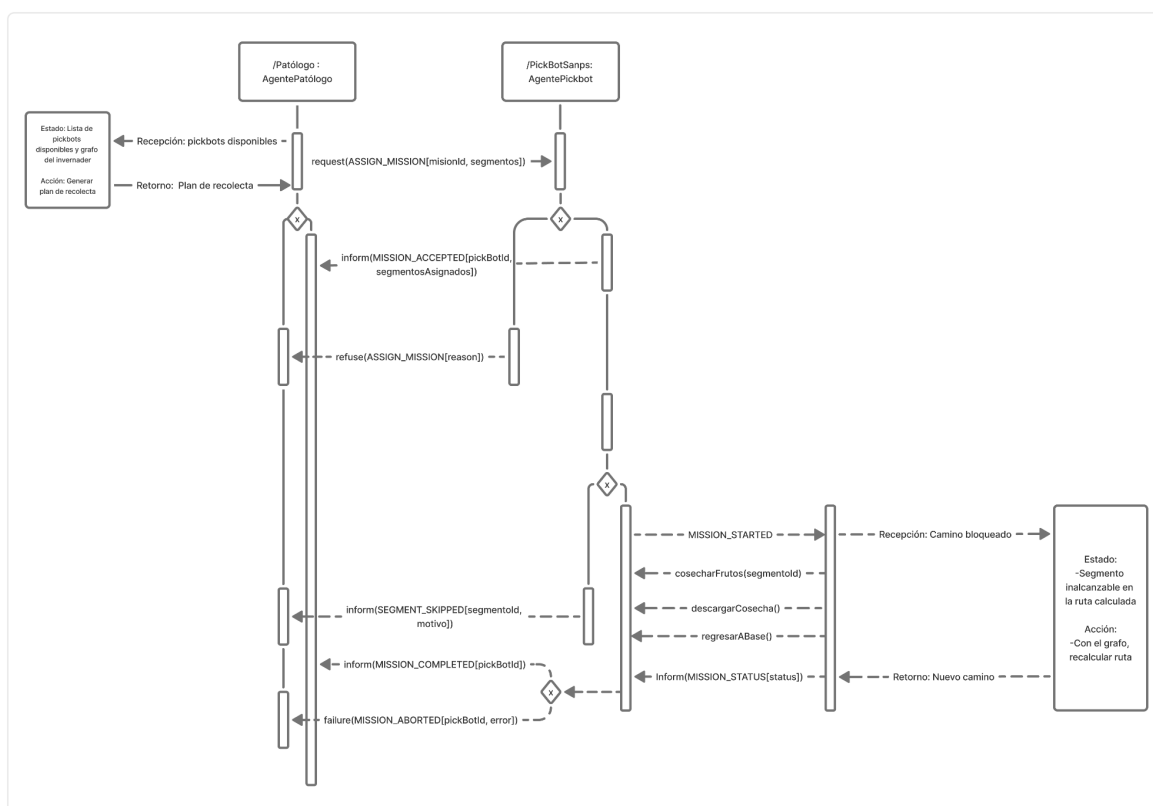 /Patólogo :
AgentePatólogo
/PickBotSanps:
AgentePickbot
Estado: Lista de
pickbots
disponibles y grafo
del invernader
Acción: Generar
plan de recolecta
Recepción: pickbots disponibles
Retorno: Plan de recolecta
request(ASSIGN_MISSION[misionId, segmentos])
x
x
inform(MISSION_ACCEPTED[pickBotId,
segmentosAsignados])
refuse(ASSIGN_MISSION[reason])
x
MISSION_STARTED
Recepción: Camino bloqueado
cosecharFrutos(segmentoId)
descargarCosecha()
regresarABase()
Inform(MISSION_STATUS[status])
Retorno: Nuevo camino
Estado:
-Segmento
inalcanzable en
la ruta calculada
Acción:
-Con el grafo,
recalcular ruta
inform(SEGMENT_SKIPPED[segmentoId,
motivo])
inform(MISSION_COMPLETED[pickBotId])
x
failure(MISSION_ABORTED[pickBotId, error])